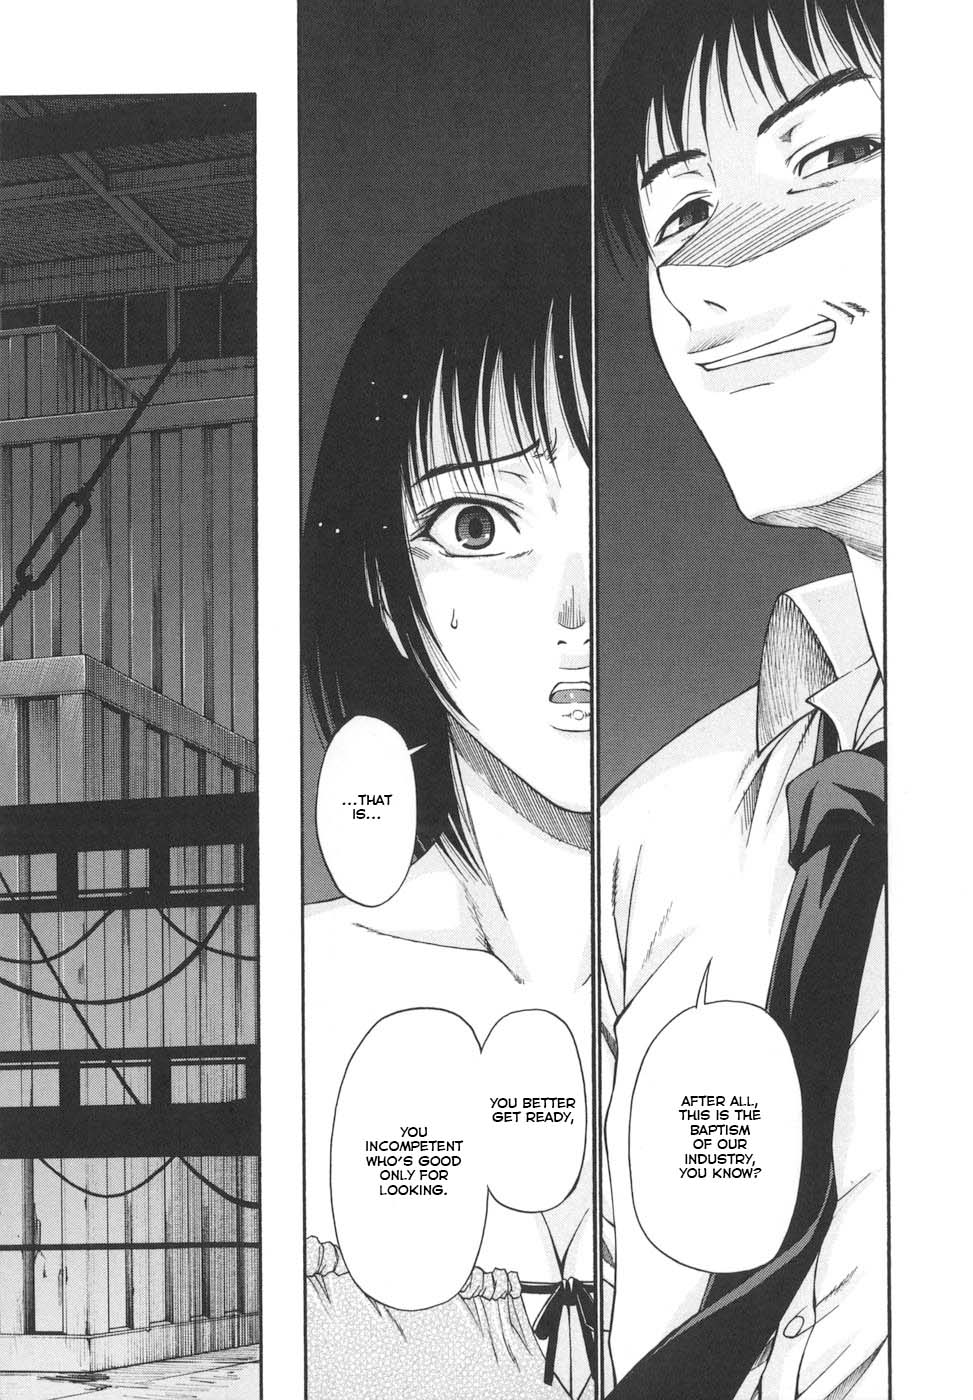 AFTER ALL,
THIS IS THE
BAPTISM
OF OUR
INDUSTRY,
YOU KNOW?
YOU BETTER
GET READY,
YOU
INCOMPETENT
WHO'S GOOD
ONLY FOR
LOOKING.
...THAT
IS...